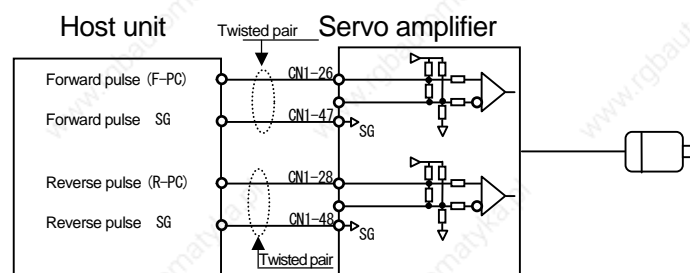 Host unit
Twisted pair
Servo amplifier
Forward pulse (F-PC)
CN1-26
Forward pulse SG
CN1-47
SG
Reverse pulse (R-PC)
CN1-28
Reverse pulse SG
CN1-48
SG
Twisted pair